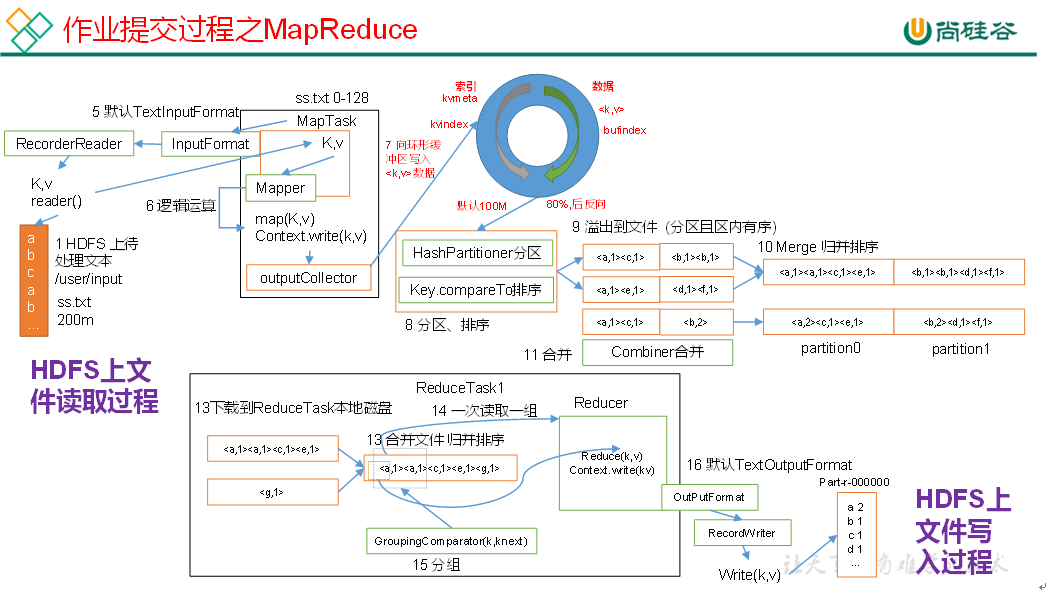 作业提交过程之MapReduce
尚硅谷
ss.txt 0-128
5 默认TextInputFormat
MapTask
RecorderReader
InputFormat
K,v
K,v
reader()
Mapper
6 逻辑运算
map(K,v)
Context.write(k,v)
outputCollector
a
b
c
a
b
...
1 HDFS 上待
处理文本
/user/input
ss.txt
200m
HDFS上文
件读取过程
索引
kvmeta
kvindex
数据
<k,v>
bufindex
7 向环形缓
冲区写入
<k,v>数据
默认100M
80%,后反向
HashPartitioner分区
Key.compareTo排序
8 分区、排序
9 溢出到文件（分区且区内有序）
<a,1><c,1>
<b,1><b,1>
<a,1><e,1>
<d,1><f,1>
<a,1><c,1>
<b,2>
11 合并
Combiner合并
10 Merge 归并排序
<a,1><a,1><c,1><e,1>
<b,1><b,1><d,1><f,1>
<a,2><c,1><e,1>
<b,2><d,1><f,1>
partition0
partition1
ReduceTask1
13下载到ReduceTask本地磁盘
14 一次读取一组
Reducer
<a,1><a,1><c,1><e,1>
<g,1>
13 合并文件 归并排序
<a,1><a,1><c,1><e,1><g,1>
Reduce(k,v)
Context.write(kv)
GroupingComparator(k,knext)
15 分组
16 默认TextOutputFormat
OutPutFormat
RecordWriter
Write(k,v)
Part-r-000000
a 2
b 1
c 1
d 1
...
HDFS上
文件写
入过程
让天 角难 术